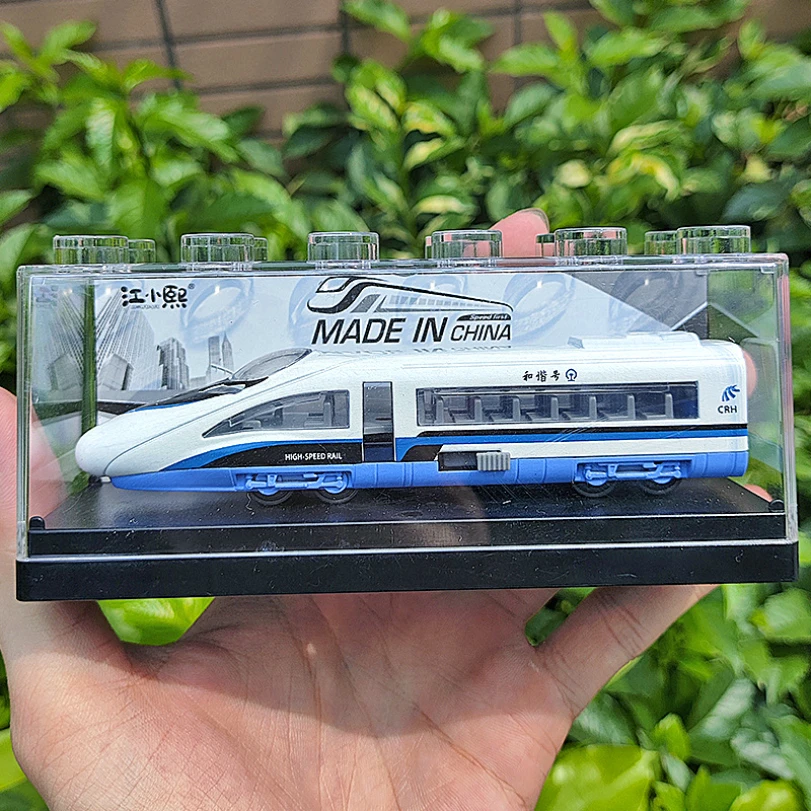 江小熙
Speed first
MADE IN CHINA
和谐号
CRH
HIGH-SPEED RAIL